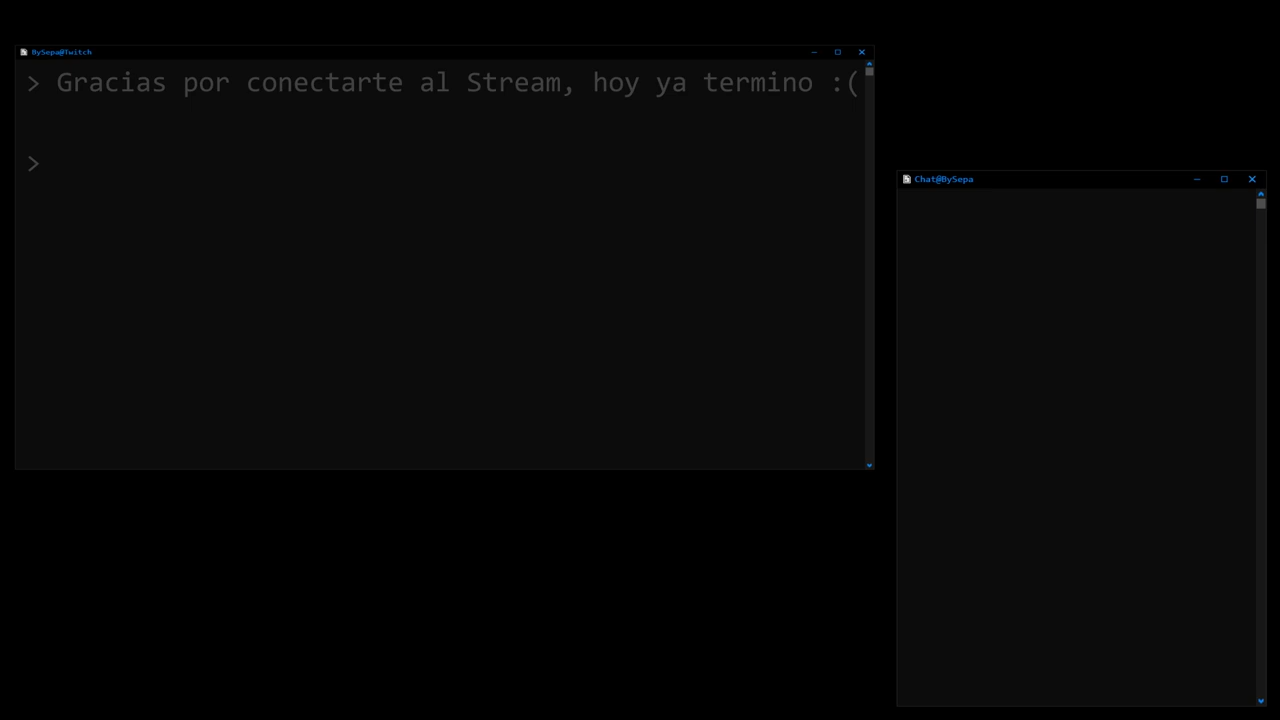 BySepa@Twitch
> Gracias por conectarte al Stream, hoy ya termino :(
>
Chat@BySepa